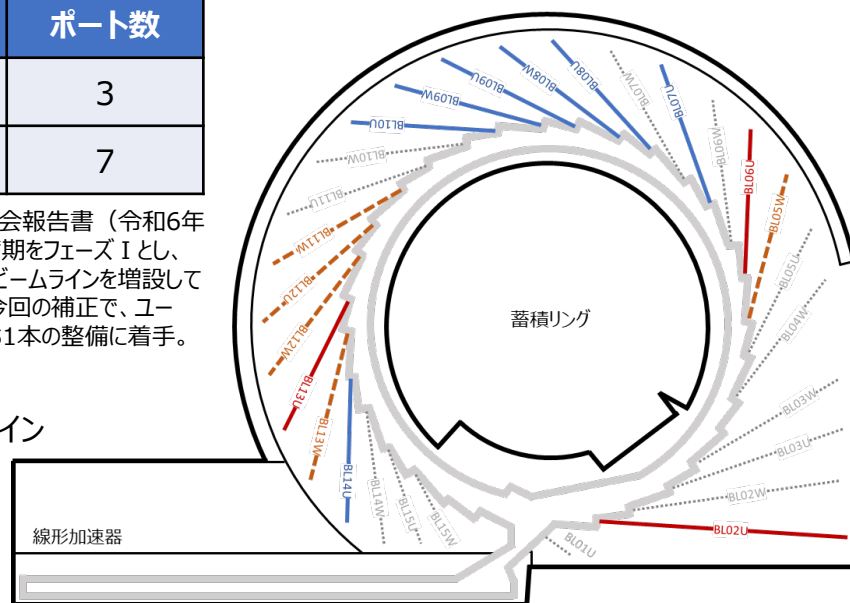 ポート数
3
7
会報告書（令和6年
期をフェーズⅠとし、
ビームラインを増設して
今回の補正で、ユー
1本の整備に着手。
イン
蓄積リング
線形加速器
BL10U
BL09W
BL09U
BL08W
BL08U
BL07W
BL07U
BL06W
BL06U
BL05W
BL05U
BL04W
BL03W
BL03U
BL02W
BL02U
BL01U
BL10W
BL11U
BL11W
BL12U
BL12W
BL13U
BL13W
BL14U
BL14W
BL15U
BL15W